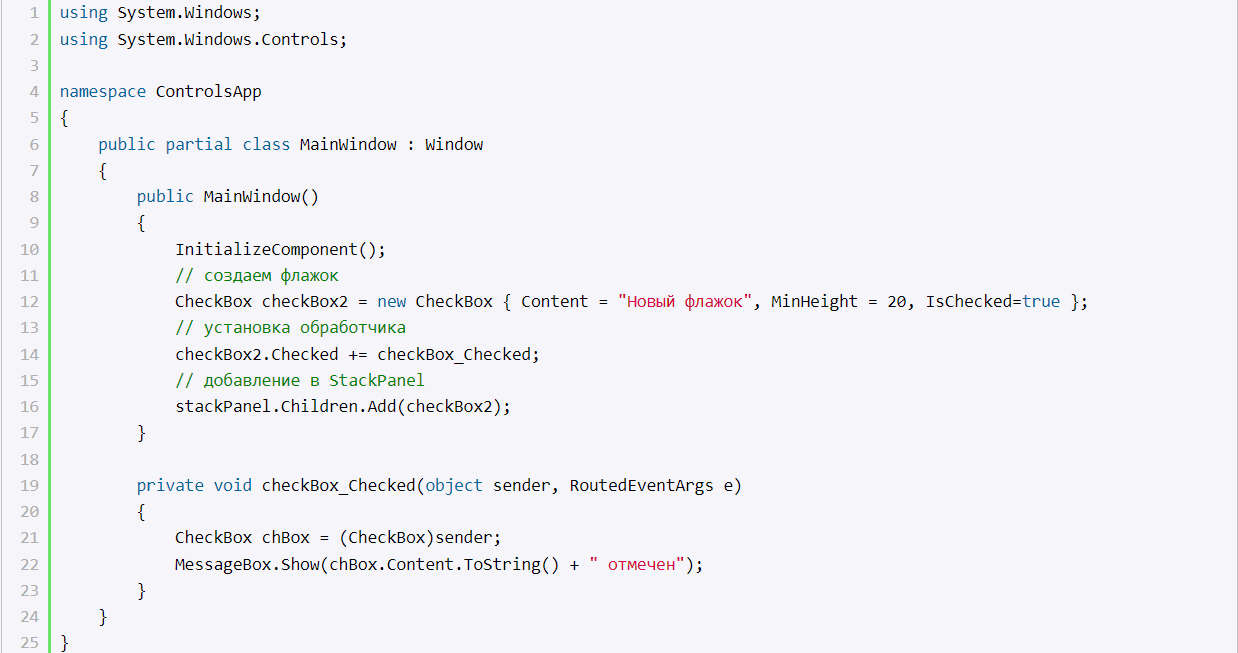 1 using System.Windows;
2 using System.Windows.Controls;
3
4 namespace ControlsApp
5 {
6     public partial class MainWindow : Window
7     {
8         public MainWindow()
9         {
10             InitializeComponent();
11             // создаем флажок
12             CheckBox checkBox2 = new CheckBox { Content = "Новый флажок", MinHeight = 20, IsChecked=true };
13             // установка обработчика
14             checkBox2.Checked += checkBox_Checked;
15             // добавление в StackPanel
16             stackPanel.Children.Add(checkBox2);
17         }
18
19         private void checkBox_Checked(object sender, RoutedEventArgs e)
20         {
21             CheckBox chBox = (CheckBox)sender;
22             MessageBox.Show(chBox.Content.ToString() + " отмечен");
23         }
24     }
25 }